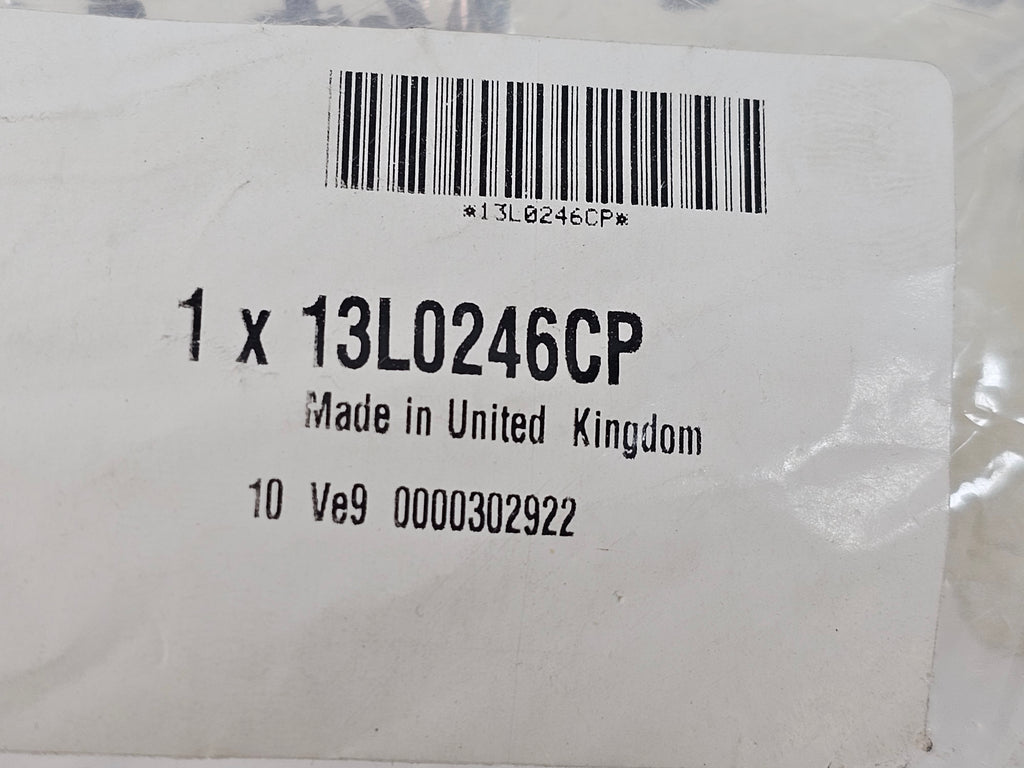 *13L0246CP*
1 x 13L0246CP
Made in United Kingdom
10 Ve9 0000302922